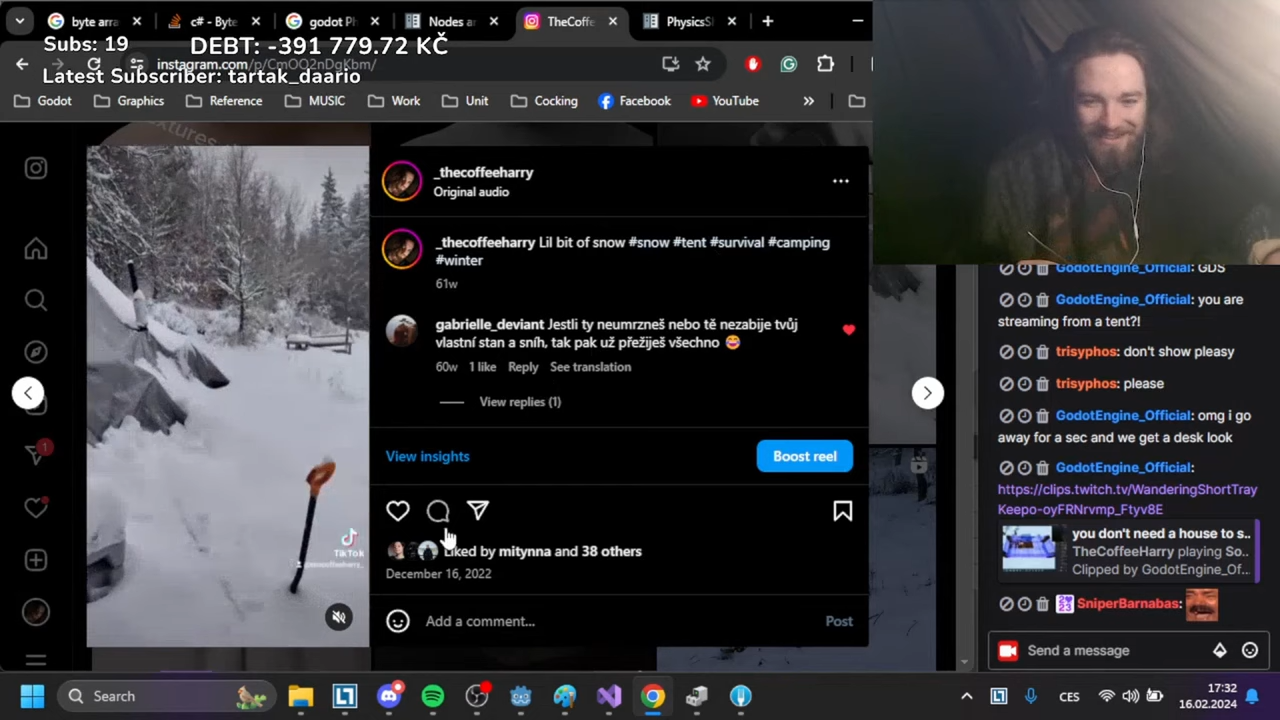 byte arra
c# - Byte
godot Ph
Nodes ar
TheCoffe
PhysicsS
Subs: 19
DEBT: -391 779.72 KČ
instagram.com/p/CmOO2nDgKbm/
Latest Subscriber: tartak_daario
Godot
Graphics
Reference
MUSIC
Work
Unit
Cocking
Facebook
YouTube
_thecoffeeharry
Original audio
_thecoffeeharry Lil bit of snow #snow #tent #survival #camping
#winter
61w
gabrielle_deviant Jestli ty neumrzneš nebo tě nezabije tvůj
vlastní stan a sníh, tak pak už přežiješ všechno 😅
60w 1 like Reply See translation
View replies (1)
View insights
Boost reel
Liked by mitynna and 38 others
December 16, 2022
Add a comment...
Post
TikTok
1
GodotEngine_Official: GDS
GodotEngine_Official: you are
streaming from a tent?!
trisyphos: don't show pleasy
trisyphos: please
GodotEngine_Official: omg i go
away for a sec and we get a desk look
GodotEngine_Official:
https://clips.twitch.tv/WanderingShortTray
Keepo-oyFRNrvmp_Ftyv8E
you don't need a house to s..
TheCoffeeHarry playing So...
Clipped by GodotEngine_Of...
SniperBarnabas:
Send a message
Search
CES
17:32
16.02.2024